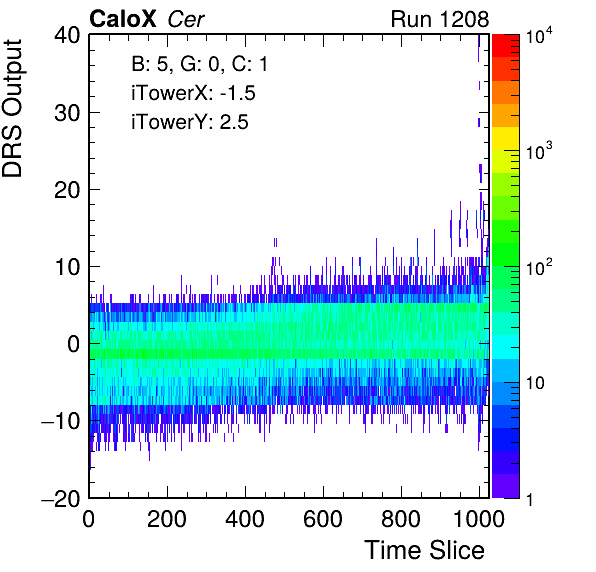 CaloX Cer Run 1208
B: 5, G: 0, C: 1
iTowerX: -1.5
iTowerY: 2.5
DRS Output
40
30
20
10
0
−10
−20
0 200 400 600 800 1000
Time Slice
10^4
10^3
10^2
10
1